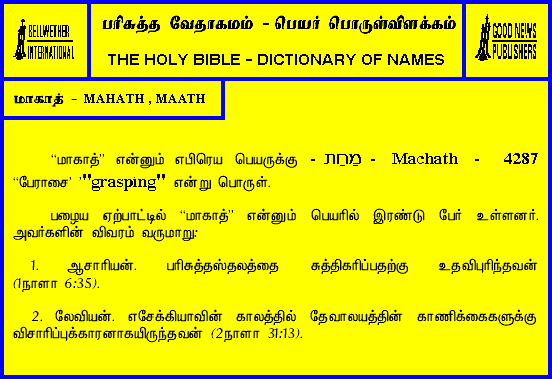 BELLWETHER
INTERNATIONAL
பரிசுத்த வேதாகமம் - பெயர் பொருள்விளக்கம்
THE HOLY BIBLE - DICTIONARY OF NAMES
GOOD NEWS
PUBLISHERS
மாகாத் - MAHATH , MAATH
“மாகாத்” என்னும் எபிரெய பெயருக்கு - מַחַת - Machath - 4287
“பேராசை’ ’"grasping" என்று பொருள்.
பழைய ஏற்பாட்டில் “மாகாத்” என்னும் பெயரில் இரண்டு பேர் உள்ளனர்.
அவர்களின் விவரம் வருமாறு:
1. ஆசாரியன். பரிசுத்தஸ்தலத்தை சுத்திகரிப்பதற்கு உதவிபுரிந்தவன்
(1நாளா 6:35).
2. லேவியன். எசேக்கியாவின் காலத்தில் தேவாலயத்தின் காணிக்கைகளுக்கு
விசாரிப்புக்காரனாகயிருந்தவன் (2நாளா 31:13).